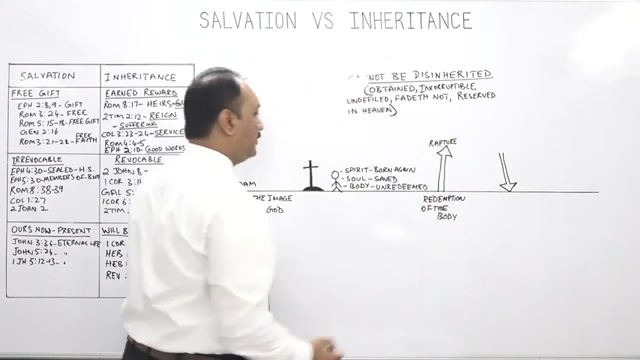 SALVATION VS INHERITANCE
SALVATION
FREE GIFT
EPH 2:8,9 - GIFT
ROM 3:24 - FREE
ROM 5:15-18 - FREE GIFT
GEN 2:16
ROM 3:21-28 - FREE FAITH
IRREVOCABLE
EPH 4:30 - SEALED - H.S.
EPH 5:30 - MEMBERS OF
ROM 8:38-39
COL 1:27
2 JOHN 2
OURS NOW - PRESENT
JOHN 3:36 - ETERNAL LIFE
JOHN 5:24 - "
1 JH 5:12-13 - "
INHERITANCE
EARNED REWARD
ROM 8:17 - HEIRS -
2 TIM 2:12 - REIGN
- SUFFERING
COL 3:23-24 - SERVICE
ROM 4:4-5
EPH 2:10 - GOOD WORKS
REVOCABLE
2 JOHN 8 -
1 COR 3:
GAL 5:
1 COR 6:
2 TIM
WILL
1 COR
HEB
HEB
REV
NOT BE DISINHERITED
(OBTAINED, INCORRUPTIBLE,
UNDEFILED, FADETH NOT, RESERVED
IN HEAVEN)
THE IMAGE
GOD
- SPIRIT - BORN AGAIN
- SOUL - SAVED
- BODY - UNREDEEMED
RAPTURE
REDEMPTION
OF THE
BODY